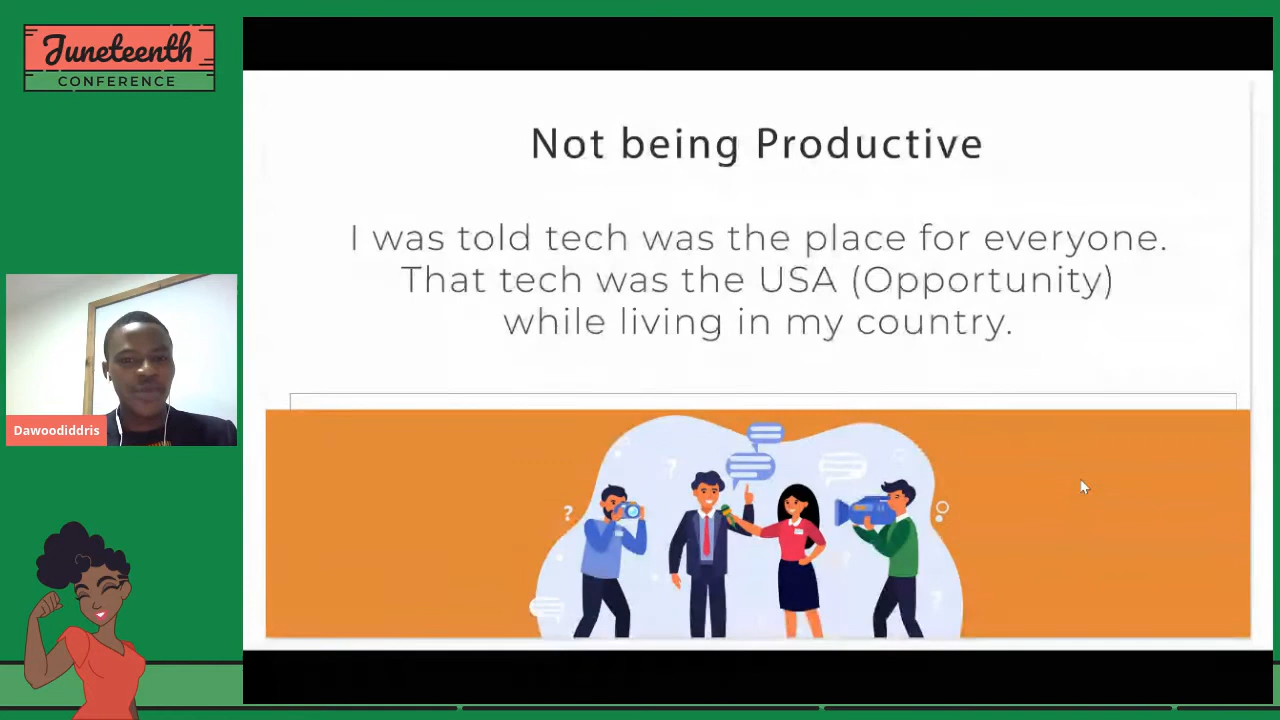 Juneteenth
CONFERENCE
Not being Productive
I was told tech was the place for everyone.
That tech was the USA (Opportunity)
while living in my country.
Dawoodiddris
? ?
? ?